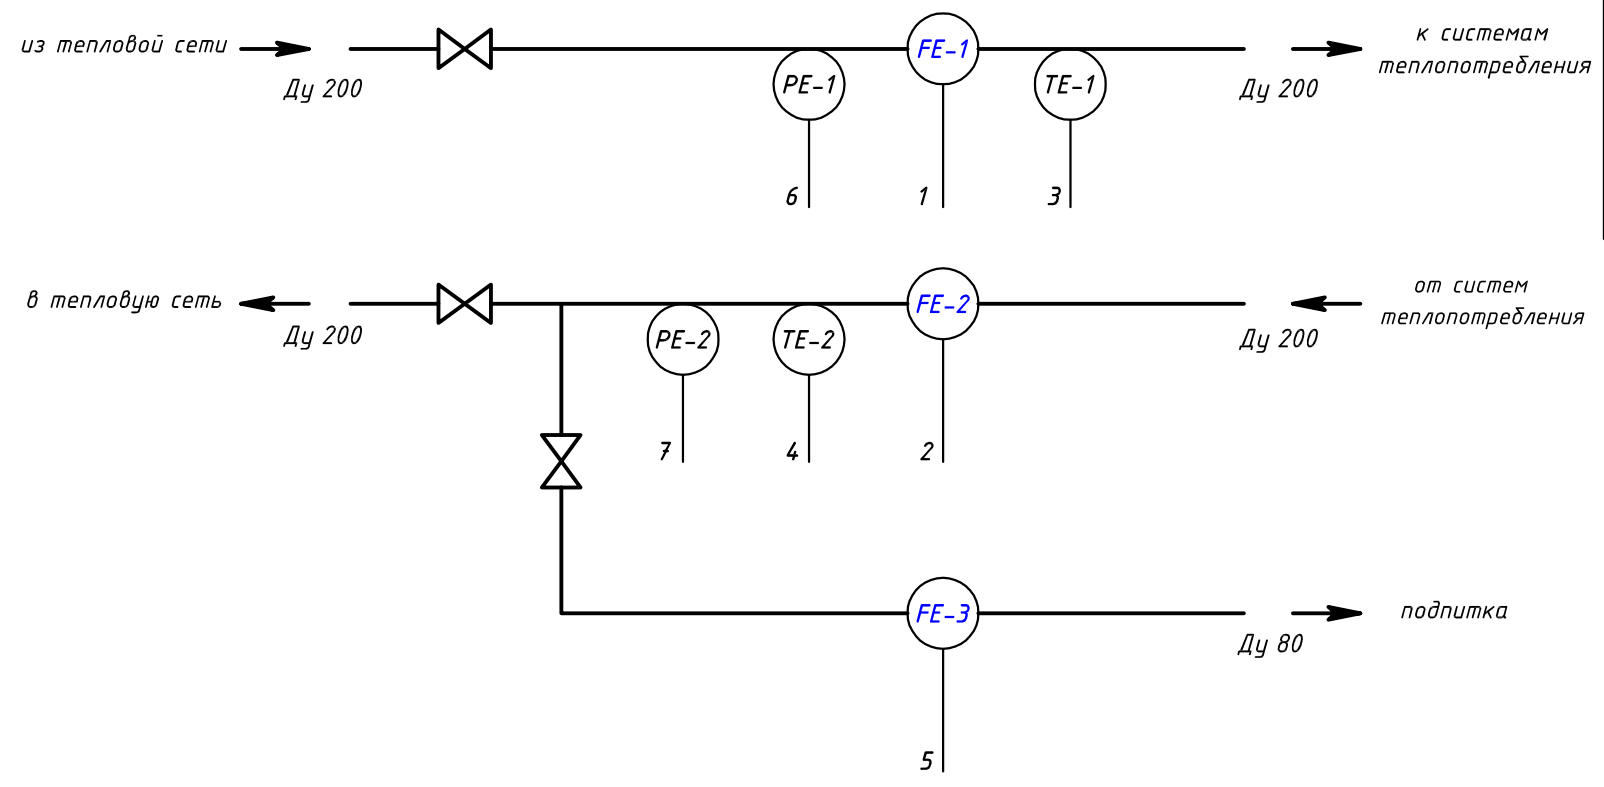 из тепловой сети
Ду 200
PE-1
FE-1
TE-1
Ду 200
к системам
теплопотребления
6
1
3
в тепловую сеть
Ду 200
PE-2
TE-2
FE-2
Ду 200
от систем
теплопотребления
7
4
2
FE-3
Ду 80
подпитка
5